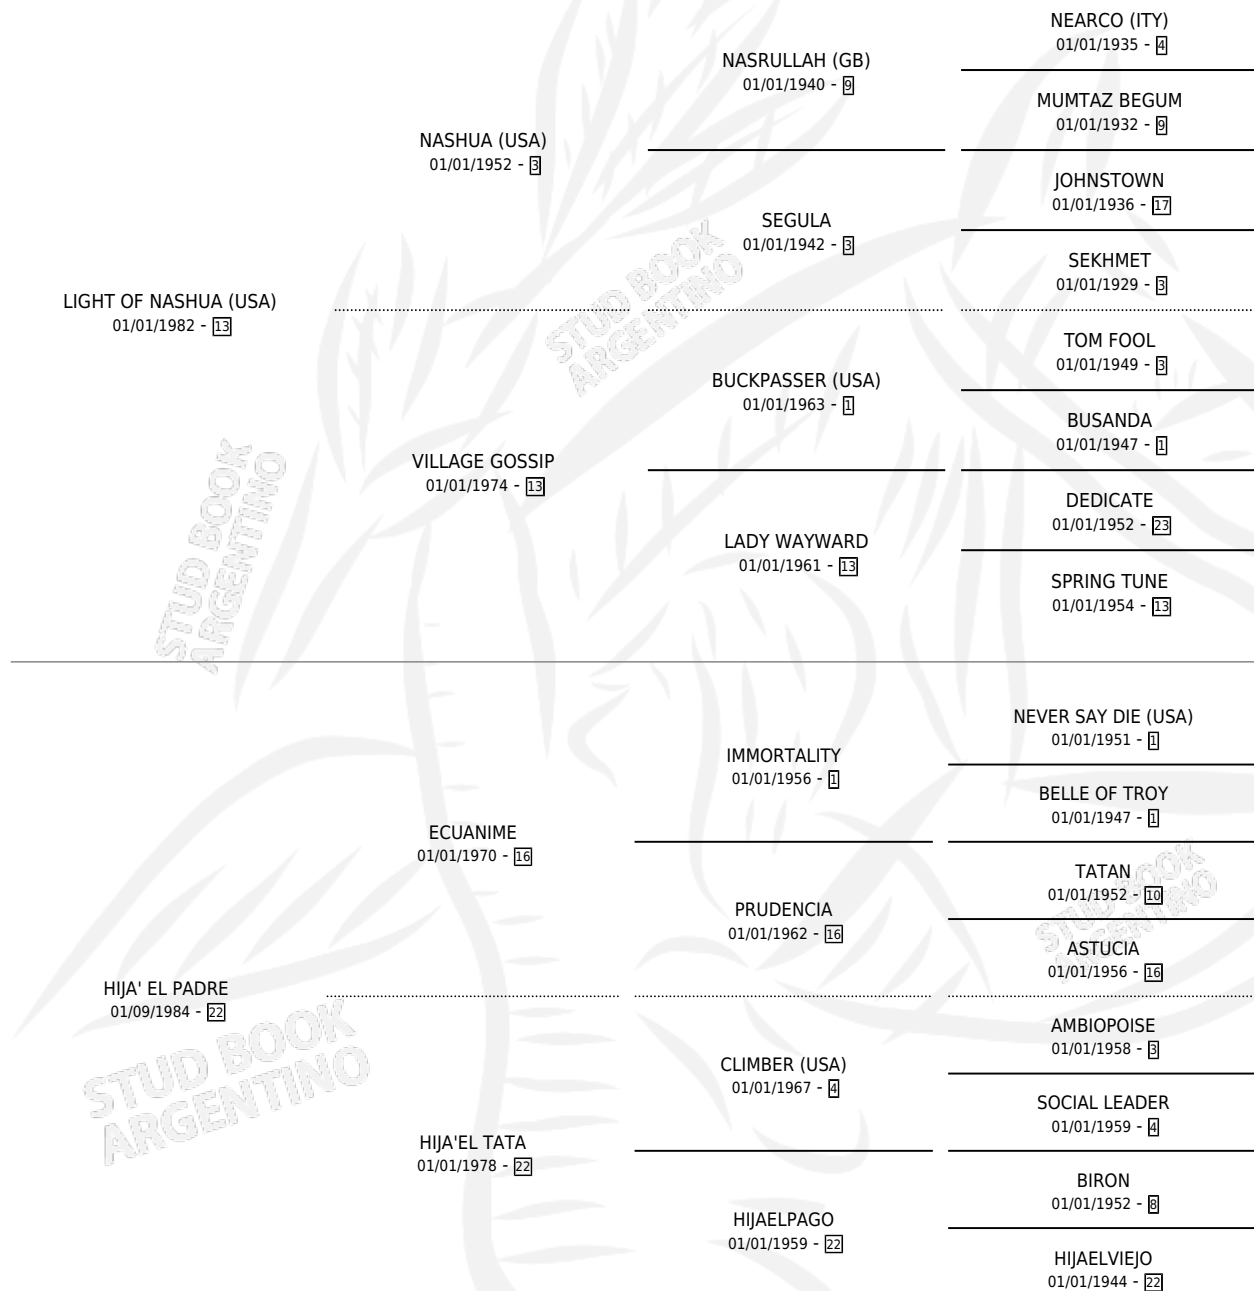 LIGHT OF NASHUA (USA)
01/01/1982 - 13
NASHUA (USA)
01/01/1952 - 3
NASRULLAH (GB)
01/01/1940 - 9
NEARCO (ITY)
01/01/1935 - 4
MUMTAZ BEGUM
01/01/1932 - 9
SEGULA
01/01/1942 - 3
JOHNSTOWN
01/01/1936 - 17
SEKHMET
01/01/1929 - 3
VILLAGE GOSSIP
01/01/1974 - 13
BUCKPASSER (USA)
01/01/1963 - 1
TOM FOOL
01/01/1949 - 3
BUSANDA
01/01/1947 - 1
LADY WAYWARD
01/01/1961 - 13
DEDICATE
01/01/1952 - 23
SPRING TUNE
01/01/1954 - 13
HIJA' EL PADRE
01/09/1984 - 22
ECUANIME
01/01/1970 - 16
IMMORTALITY
01/01/1956 - 1
NEVER SAY DIE (USA)
01/01/1951 - 1
BELLE OF TROY
01/01/1947 - 1
PRUDENCIA
01/01/1962 - 16
TATAN
01/01/1952 - 10
ASTUCIA
01/01/1956 - 16
HIJA'EL TATA
01/01/1978 - 22
CLIMBER (USA)
01/01/1967 - 4
AMBIOPOISE
01/01/1958 - 3
SOCIAL LEADER
01/01/1959 - 4
HIJAELPAGO
01/01/1959 - 22
BIRON
01/01/1952 - 8
HIJAELVIEJO
01/01/1944 - 22
STUD BOOK
ARGENTINO
STUD BOOK
ARGENTINO
STUD BOOK
ARGENTINO
STUD BOOK
ARGENTINO